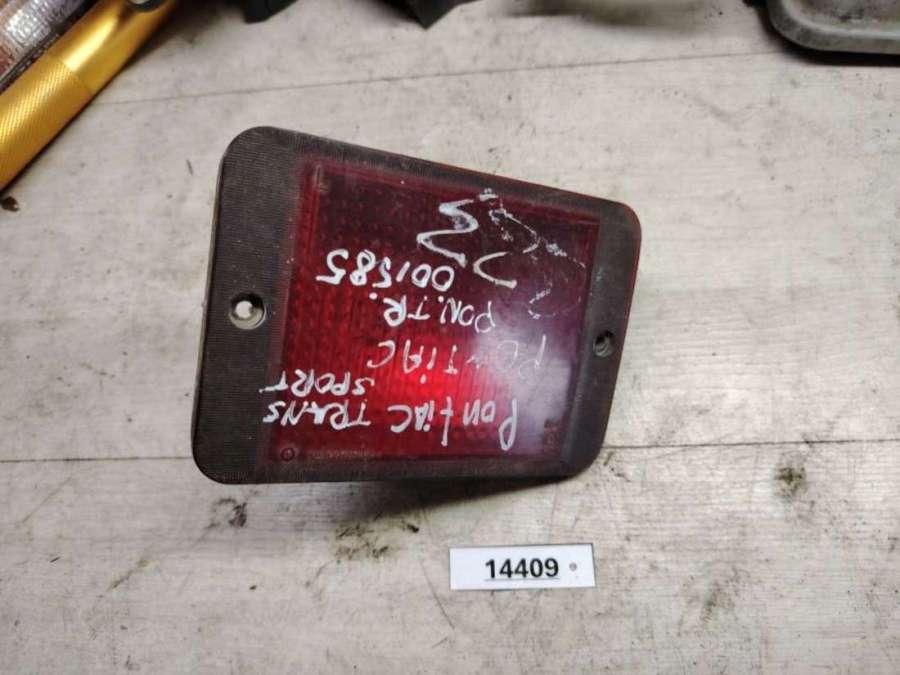 PontiAC TRANS
SPORT
PONTIAC
PON.TR.
001585
14409